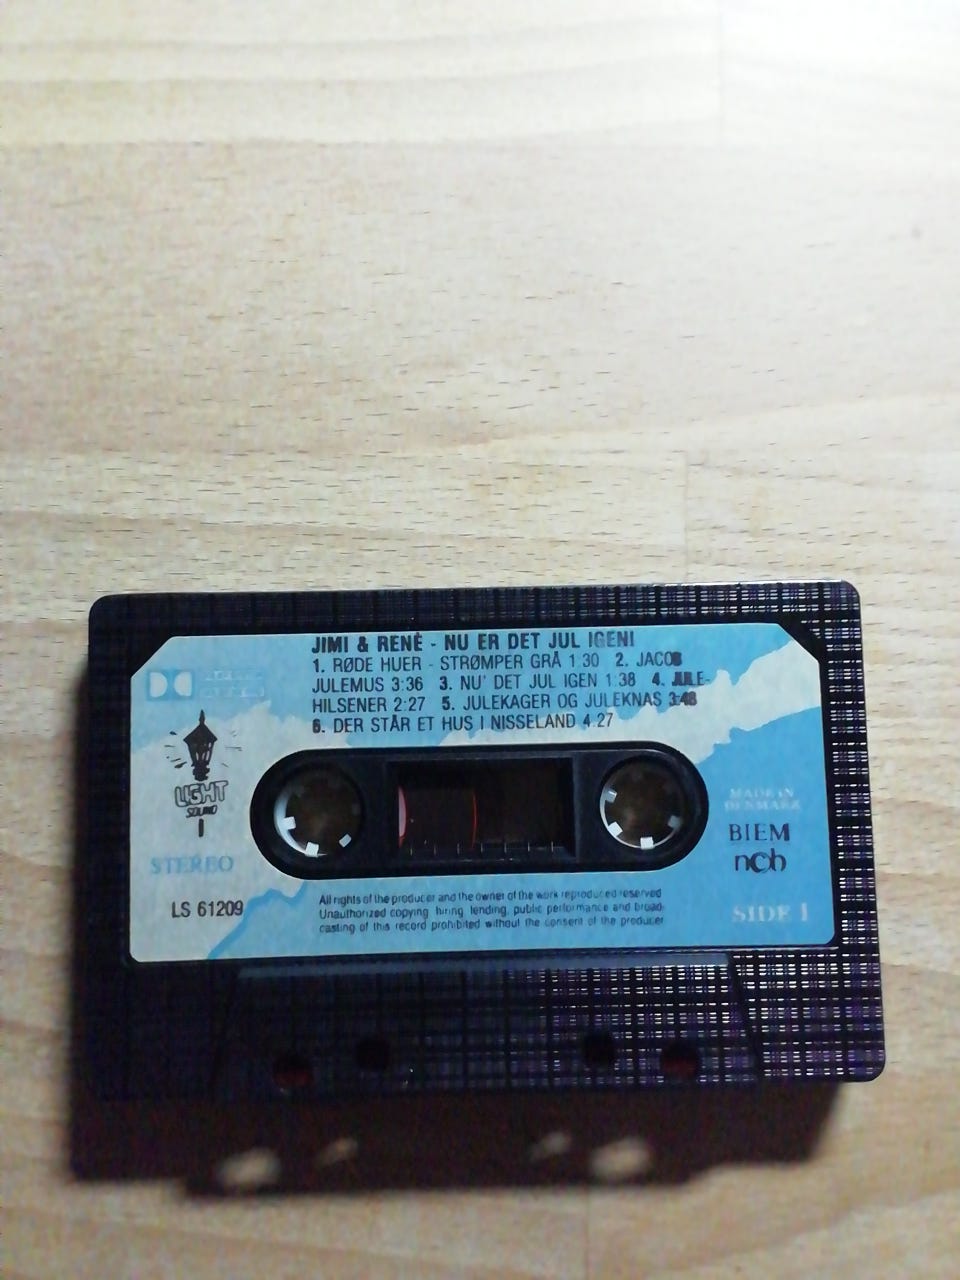 JIMI & RENÈ - NU ER DET JUL IGEN!
1. RØDE HUER - STRØMPER GRÅ 1:30 2. JACOB
JULEMUS 3:36 3. NU' DET JUL IGEN 1:38 4. JULE-
HILSENER 2:27 5. JULEKAGER OG JULEKNAS 3:48
6. DER STÅR ET HUS I NISSELAND 4:27
LIGHT
SOUND
STEREO
LS 61209
MADE IN
DENMARK
BIEM
ncb
SIDE 1
All rights of the producer and the owner of the work reproduced reserved
Unauthorized copying, hiring, lending, public performance and broad-
casting of this record prohibited without the consent of the producer